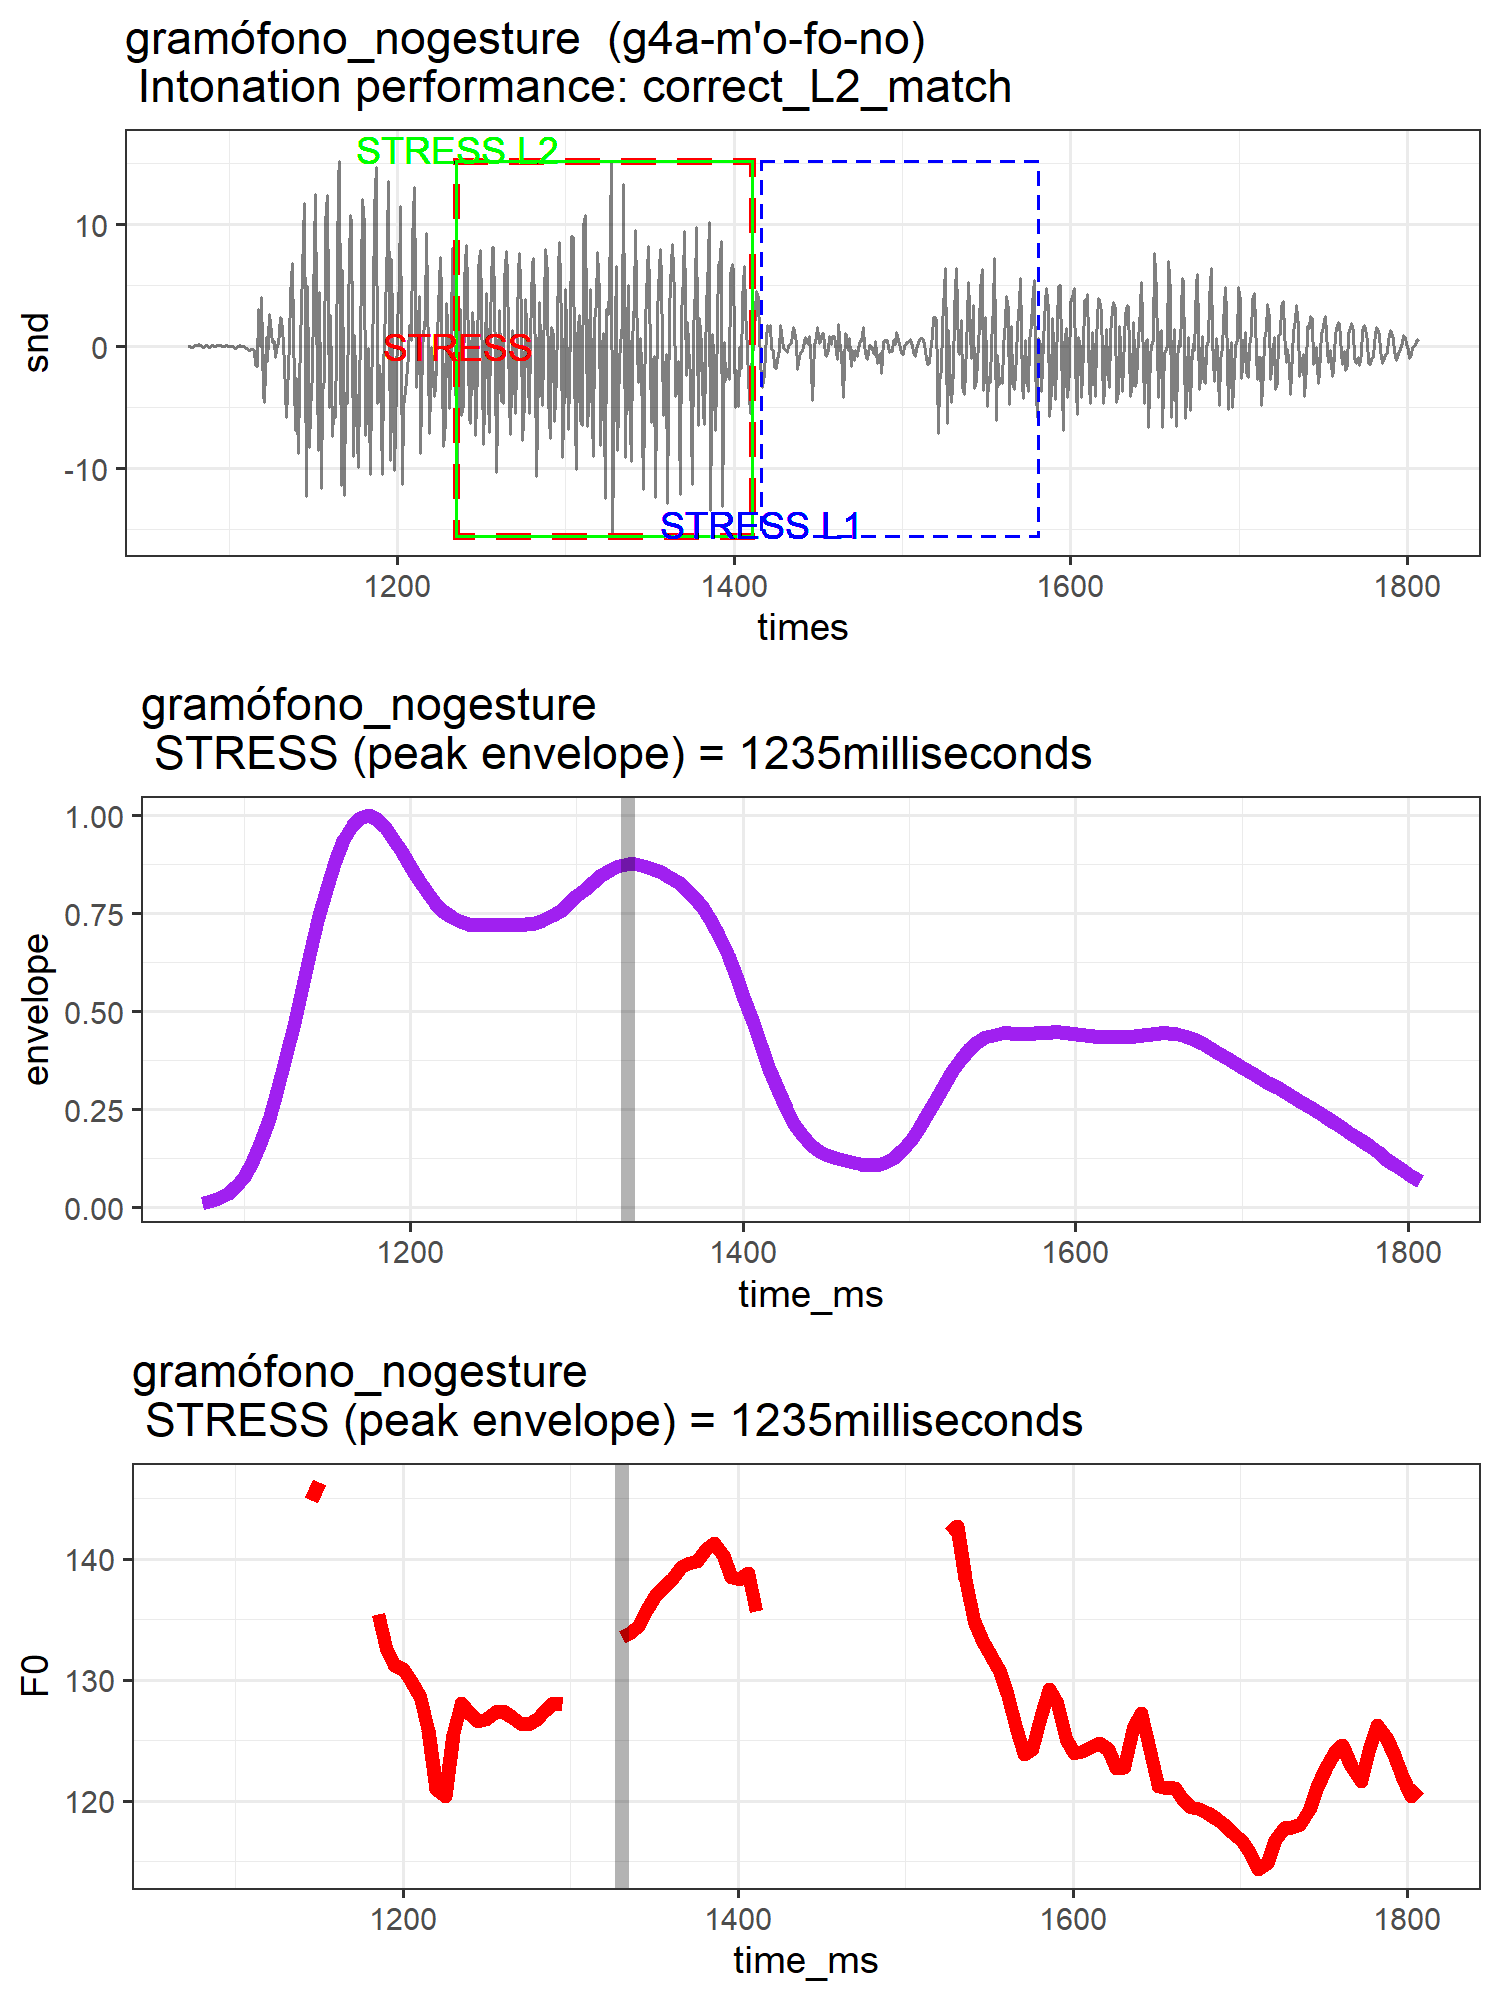 gramófono_nogesture  (g4a-m'o-fo-no)
Intonation performance: correct_L2_match
STRESS L2
10
STRESS
0
snd
-10
STRESS L1
1200 1400 1600 1800
times
gramófono_nogesture
STRESS (peak envelope) = 1235milliseconds
1.00
0.75
envelope
0.50
0.25
0.00
1200 1400 1600 1800
time_ms
gramófono_nogesture
STRESS (peak envelope) = 1235milliseconds
140
F0
130
120
1200 1400 1600 1800
time_ms